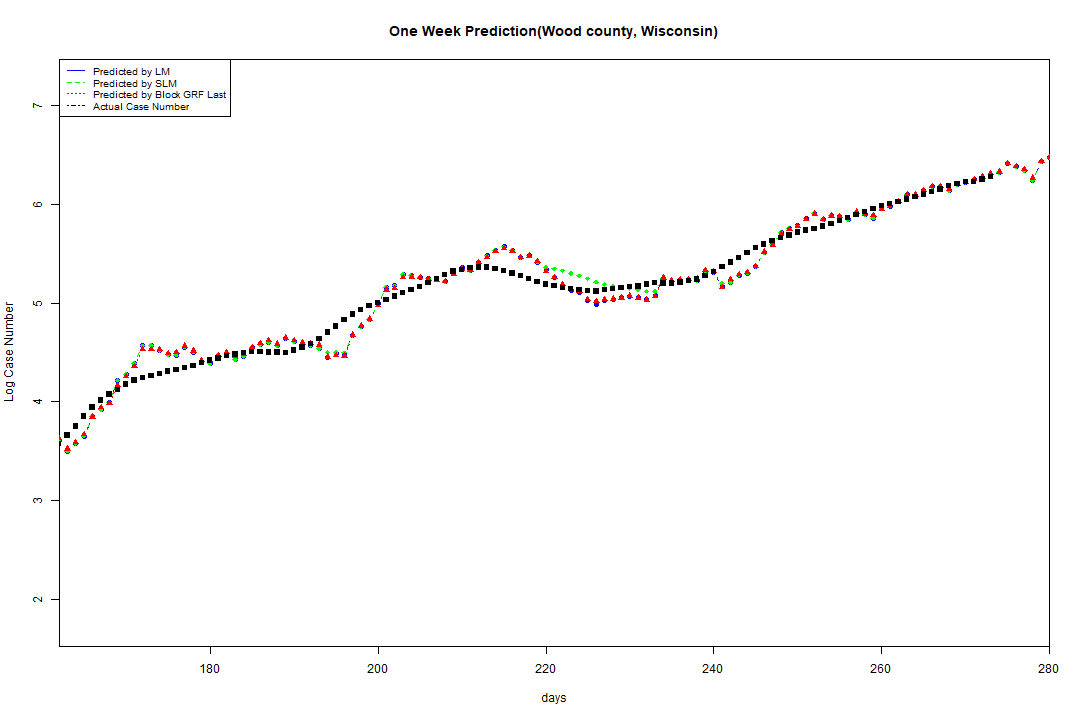 One Week Prediction(Wood county, Wisconsin)
Predicted by LM
Predicted by SLM
Predicted by Block GRF Last
Actual Case Number
Log Case Number
7
6
5
4
3
2
180 200 220 240 260 280
days